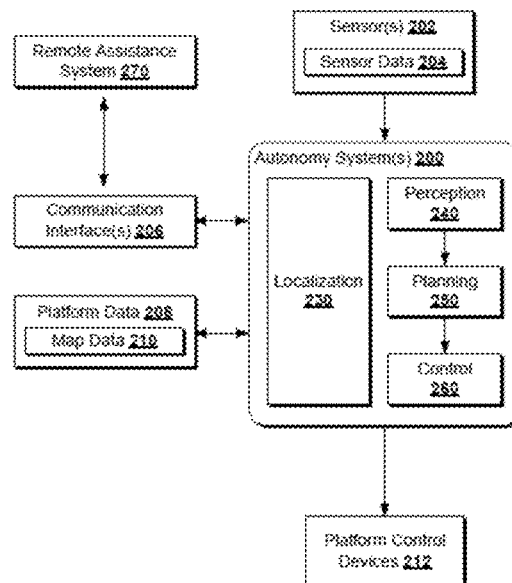 Sensor(s) 202
Sensor Data 204
Remote Assistance
System 270
Autonomy System(s) 200
Communication
Interface(s) 206
Perception
240
Localization
230
Planning
250
Platform Data 208
Map Data 210
Control
260
Platform Control
Devices 212